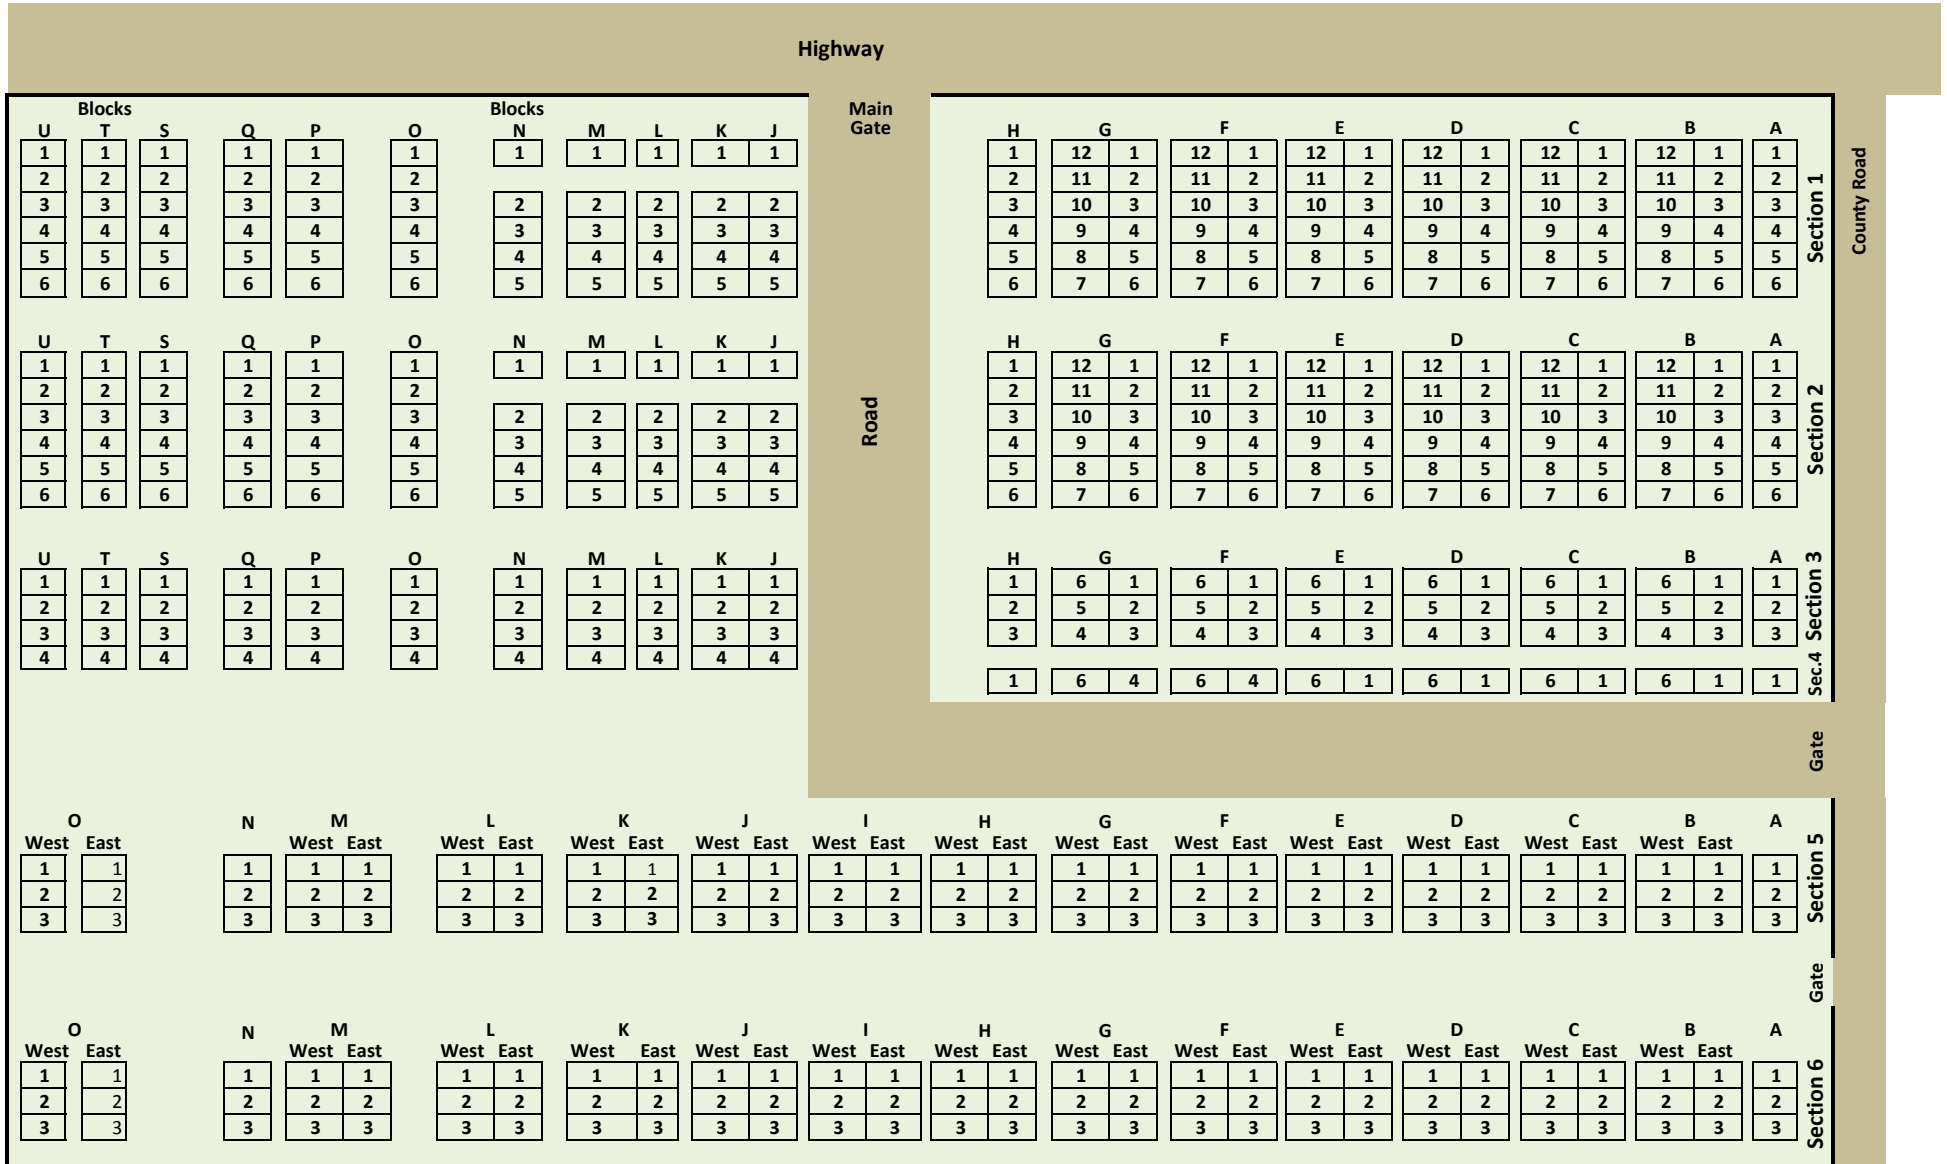 Highway
Blocks Blocks Main
U T S Q P O N M L K J Gate H G F E D C B A
1 1 1 1 1 1 1 1 1 1 1 1 12 1 12 1 12 1 12 1 12 1 12 1 1
2 2 2 2 2 2 2 11 2 11 2 11 2 11 2 11 2 11 2 2
3 3 3 3 3 3 2 2 2 2 2 3 10 3 10 3 10 3 10 3 10 3 10 3 3
4 4 4 4 4 4 3 3 3 3 3 4 9 4 9 4 9 4 9 4 9 4 9 4 4
5 5 5 5 5 5 4 4 4 4 4 5 8 5 8 5 8 5 8 5 8 5 8 5 5
6 6 6 6 6 6 5 5 5 5 5 6 7 6 7 6 7 6 7 6 7 6 7 6 6
Section 1
County Road
U T S Q P O N M L K J H G F E D C B A
1 1 1 1 1 1 1 1 1 1 1 1 12 1 12 1 12 1 12 1 12 1 12 1 1
2 2 2 2 2 2 2 11 2 11 2 11 2 11 2 11 2 11 2 2
3 3 3 3 3 3 2 2 2 2 2 3 10 3 10 3 10 3 10 3 10 3 10 3 3
4 4 4 4 4 4 3 3 3 3 3 4 9 4 9 4 9 4 9 4 9 4 9 4 4
5 5 5 5 5 5 4 4 4 4 4 5 8 5 8 5 8 5 8 5 8 5 8 5 5
6 6 6 6 6 6 5 5 5 5 5 6 7 6 7 6 7 6 7 6 7 6 7 6 6
Road
Section 2
U T S Q P O N M L K J H G F E D C B A
1 1 1 1 1 1 1 1 1 1 1 1 6 1 6 1 6 1 6 1 6 1 6 1 1
2 2 2 2 2 2 2 2 2 2 2 2 5 2 5 2 5 2 5 2 5 2 5 2 2
3 3 3 3 3 3 3 3 3 3 3 3 4 3 4 3 4 3 4 3 4 3 4 3 3
4 4 4 4 4 4 4 4 4 4 4
Section 3
1 6 4 6 4 6 1 6 1 6 1 6 1 1
Sec.4
Gate
O N M L K J I H G F E D C B A
West East West East West East West East West East West East West East West East West East West East West East West East West East
1 1 1 1 1 1 1 1 1 1 1 1 1 1 1 1 1 1 1 1 1 1 1 1 1 1 1 1
2 2 2 2 2 2 2 2 2 2 2 2 2 2 2 2 2 2 2 2 2 2 2 2 2 2 2 2
3 3 3 3 3 3 3 3 3 3 3 3 3 3 3 3 3 3 3 3 3 3 3 3 3 3 3 3
Section 5
Gate
O N M L K J I H G F E D C B A
West East West East West East West East West East West East West East West East West East West East West East West East West East
1 1 1 1 1 1 1 1 1 1 1 1 1 1 1 1 1 1 1 1 1 1 1 1 1 1 1 1
2 2 2 2 2 2 2 2 2 2 2 2 2 2 2 2 2 2 2 2 2 2 2 2 2 2 2 2
3 3 3 3 3 3 3 3 3 3 3 3 3 3 3 3 3 3 3 3 3 3 3 3 3 3 3 3
Section 6